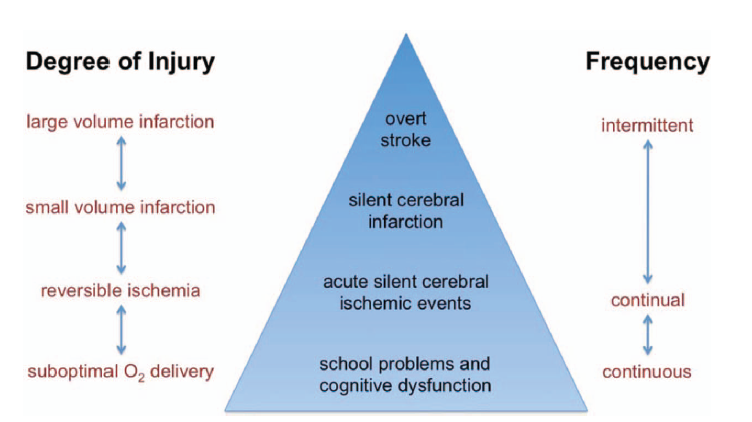 Degree of Injury
Frequency
large volume infarction
overt
stroke
intermittent
small volume infarction
silent cerebral
infarction
reversible ischemia
acute silent cerebral
ischemic events
continual
suboptimal O₂ delivery
school problems and
cognitive dysfunction
continuous